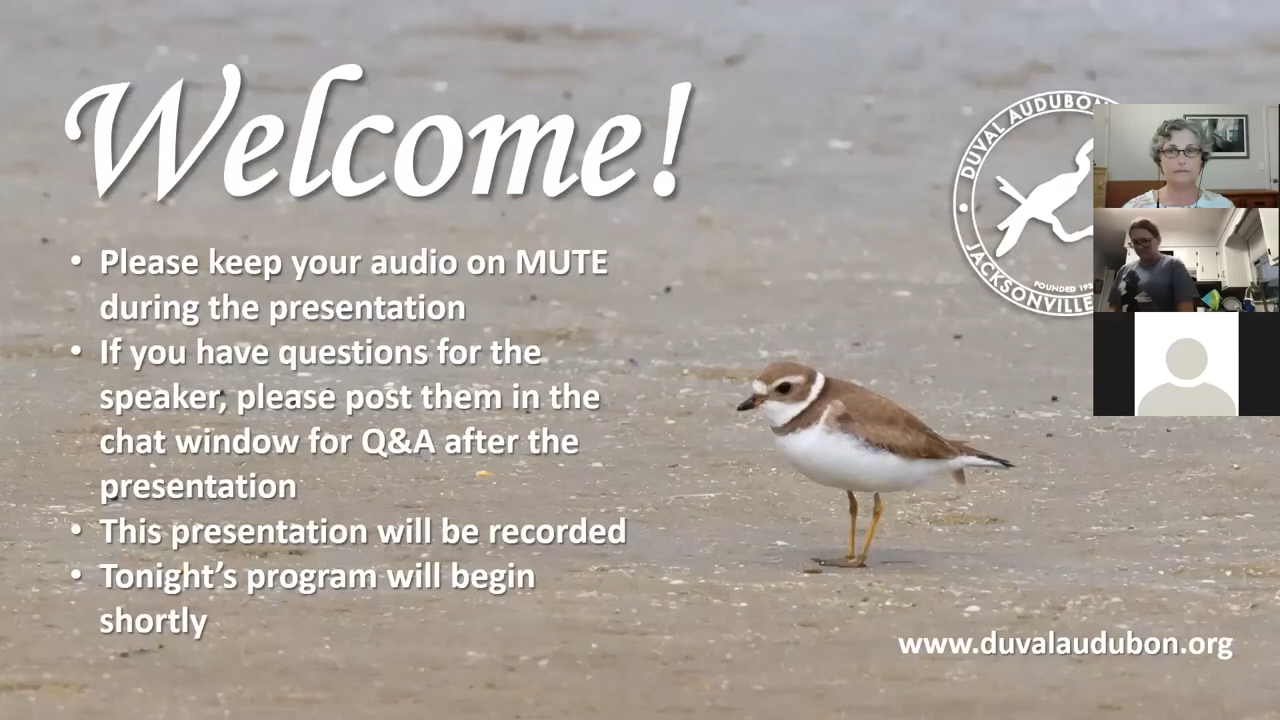 Welcome!
• Please keep your audio on MUTE
during the presentation
• If you have questions for the
speaker, please post them in the
chat window for Q&A after the
presentation
• This presentation will be recorded
• Tonight's program will begin
shortly
• DUVAL AUDUBON
JACKSONVILLE
FOUNDED
www.duvalaudubon.org